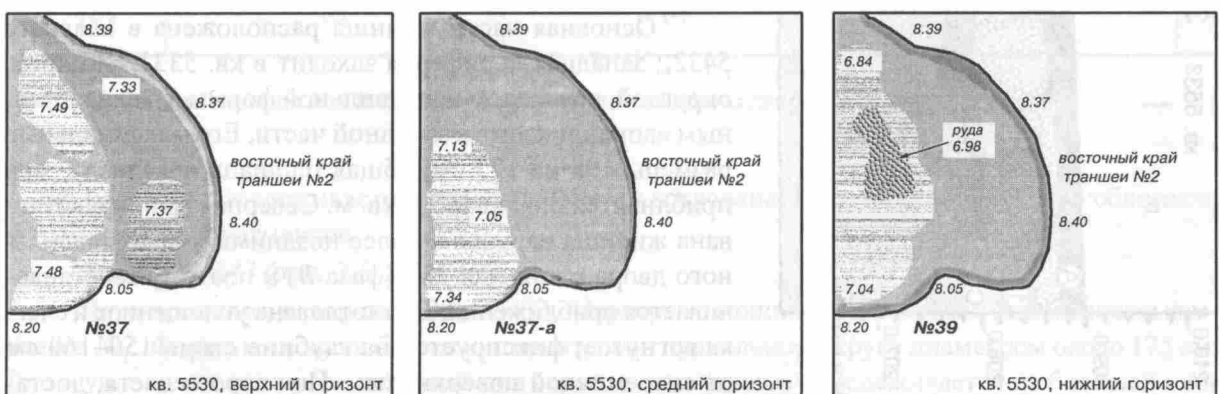 8.39
7.33
7.49
8.37
восточный край
траншеи №2
7.37
8.40
7.48
8.05
8.20
№37
кв. 5530, верхний горизонт
8.39
8.37
7.13
восточный край
траншеи №2
7.05
8.40
7.34
8.05
8.20
№37-а
кв. 5530, средний горизонт
8.39
6.84
8.37
руда
6.98
восточный край
траншеи №2
8.40
7.04
8.05
8.20
№39
кв. 5530, нижний горизонт